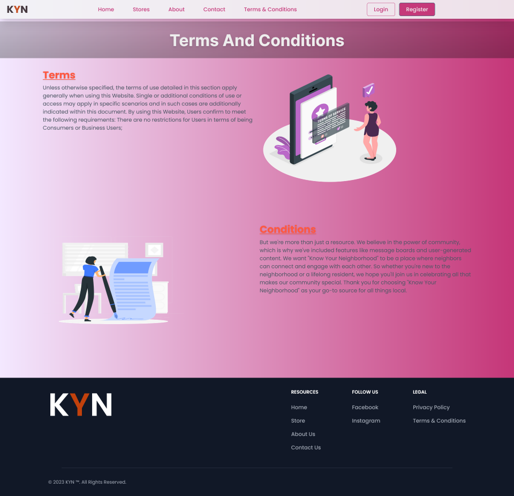 KYN
Home Stores About Contact Terms & Conditions Login Register
Terms And Conditions
Terms
Unless otherwise specified, the terms of use detailed in this section apply
generally when using this Website. Single or additional conditions of use or
access may apply in specific scenarios and in such cases are additionally
indicated within this document. By using this Website, Users confirm to meet
the following requirements: There are no restrictions for Users in terms of being
Consumers or Business Users;
Conditions
But we're more than just a resource. We believe in the power of community,
which is why we've included features like message boards and user-generated
content. We want "Know Your Neighborhood" to be a place where neighbors
can connect and engage with each other. So whether you're new to the
neighborhood or a lifelong resident, we hope you'll join us in celebrating all that
makes our community special. Thank you for choosing "Know Your
Neighborhood" as your go-to source for all things local.
KYN
RESOURCES
Home
Store
About Us
Contact Us
FOLLOW US
Facebook
Instagram
LEGAL
Privacy Policy
Terms & Conditions
© 2023 KYN ™. All Rights Reserved.